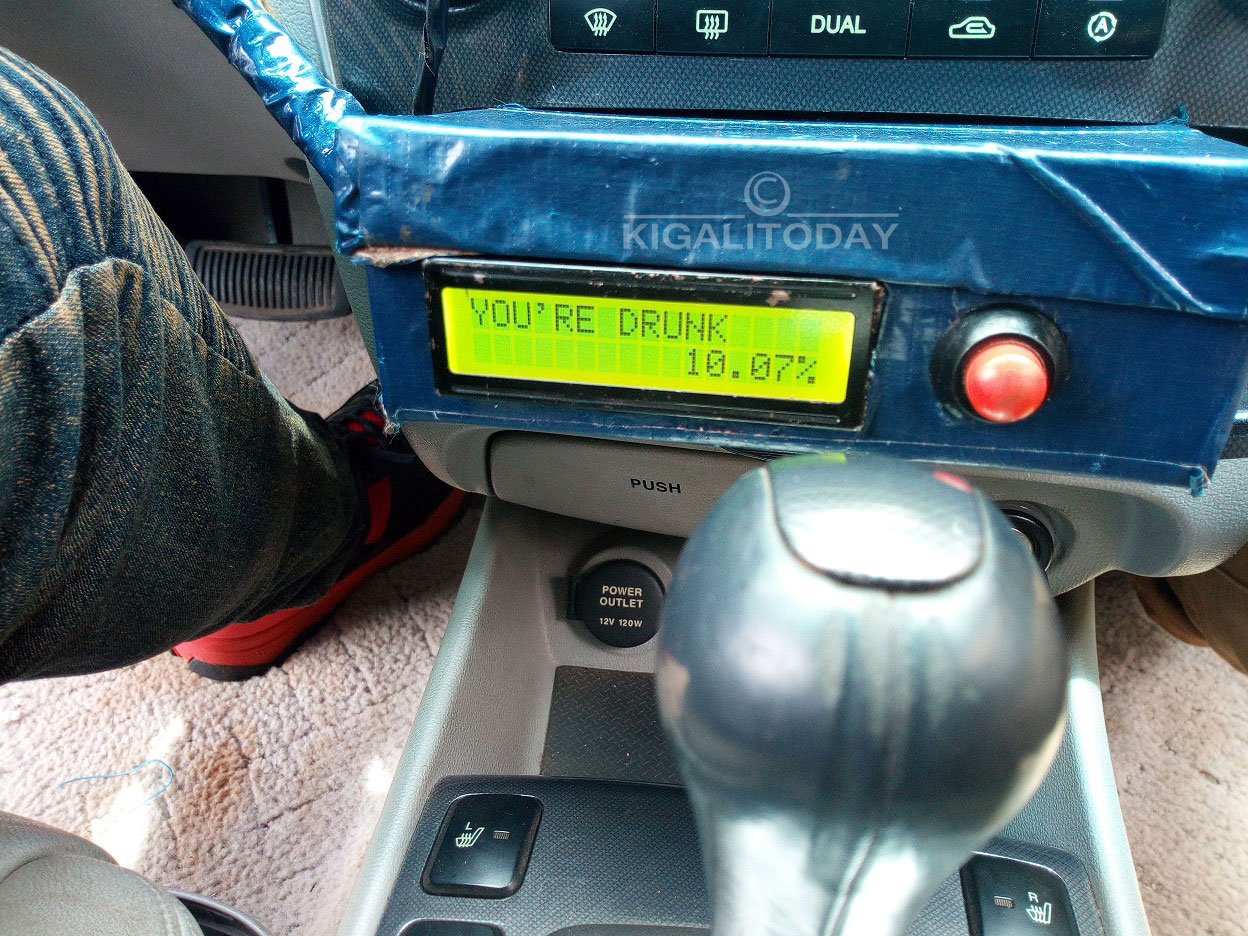 DUAL
A
©
KIGALITODAY
YOU'RE DRUNK
10.07%
PUSH
POWER
OUTLET
12V 120W
L
R